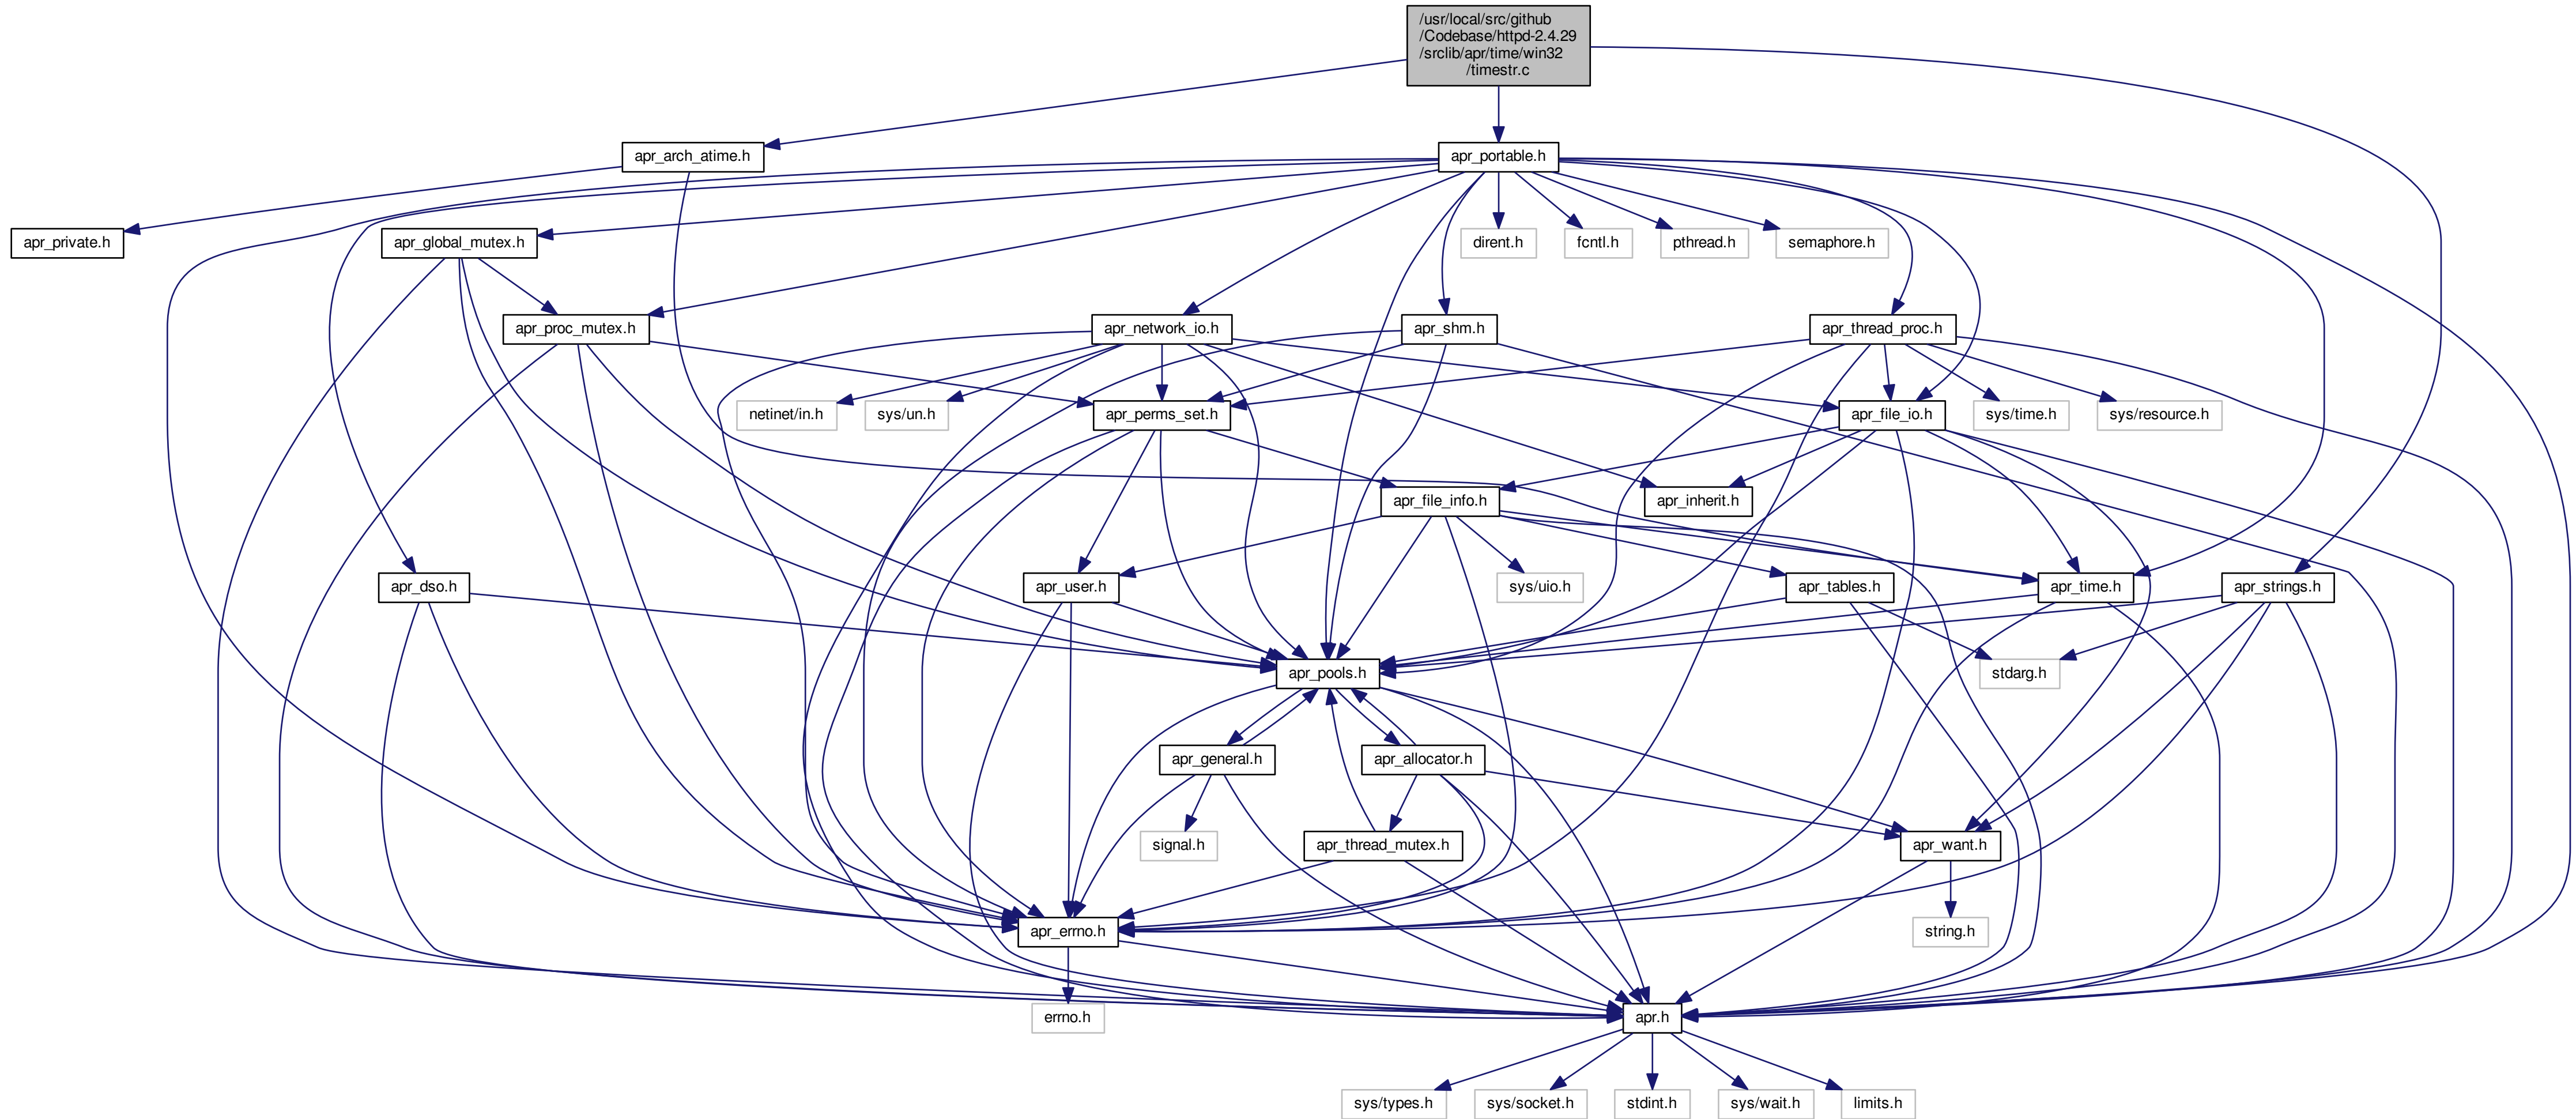 /usr/local/src/github
/Codebase/httpd-2.4.29
/srclib/apr/time/win32
/timestr.c
apr_arch_atime.h
apr_portable.h
apr_private.h
apr_global_mutex.h
dirent.h
fcntl.h
pthread.h
semaphore.h
apr_proc_mutex.h
apr_network_io.h
apr_shm.h
apr_thread_proc.h
netinet/in.h
sys/un.h
apr_perms_set.h
apr_file_io.h
sys/time.h
sys/resource.h
apr_file_info.h
apr_inherit.h
apr_dso.h
apr_user.h
sys/uio.h
apr_tables.h
apr_time.h
apr_strings.h
apr_pools.h
stdarg.h
apr_general.h
apr_allocator.h
signal.h
apr_thread_mutex.h
apr_want.h
apr_errno.h
string.h
errno.h
apr.h
sys/types.h
sys/socket.h
stdint.h
sys/wait.h
limits.h